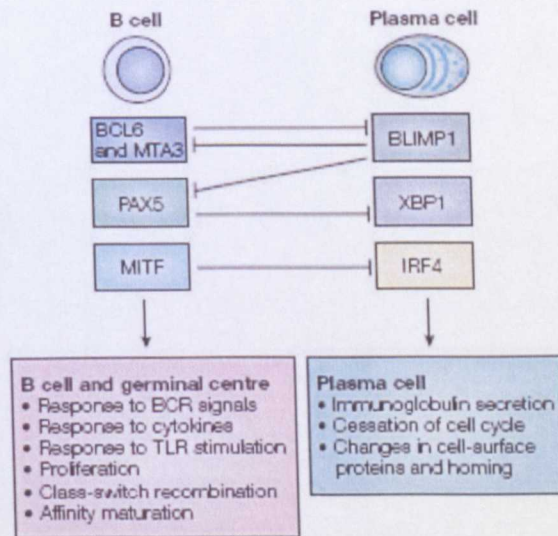 B cell
Plasma cell
BCL6
and MTA3
BLIMP1
PAX5
XBP1
MITF
IRF4
B cell and germinal centre
• Response to BCR signals
• Response to cytokines
• Response to TLR stimulation
• Proliferation
• Class-switch recombination
• Affinity maturation
Plasma cell
• Immunoglobulin secretion
• Cessation of cell cycle
• Changes in cell-surface
proteins and homing